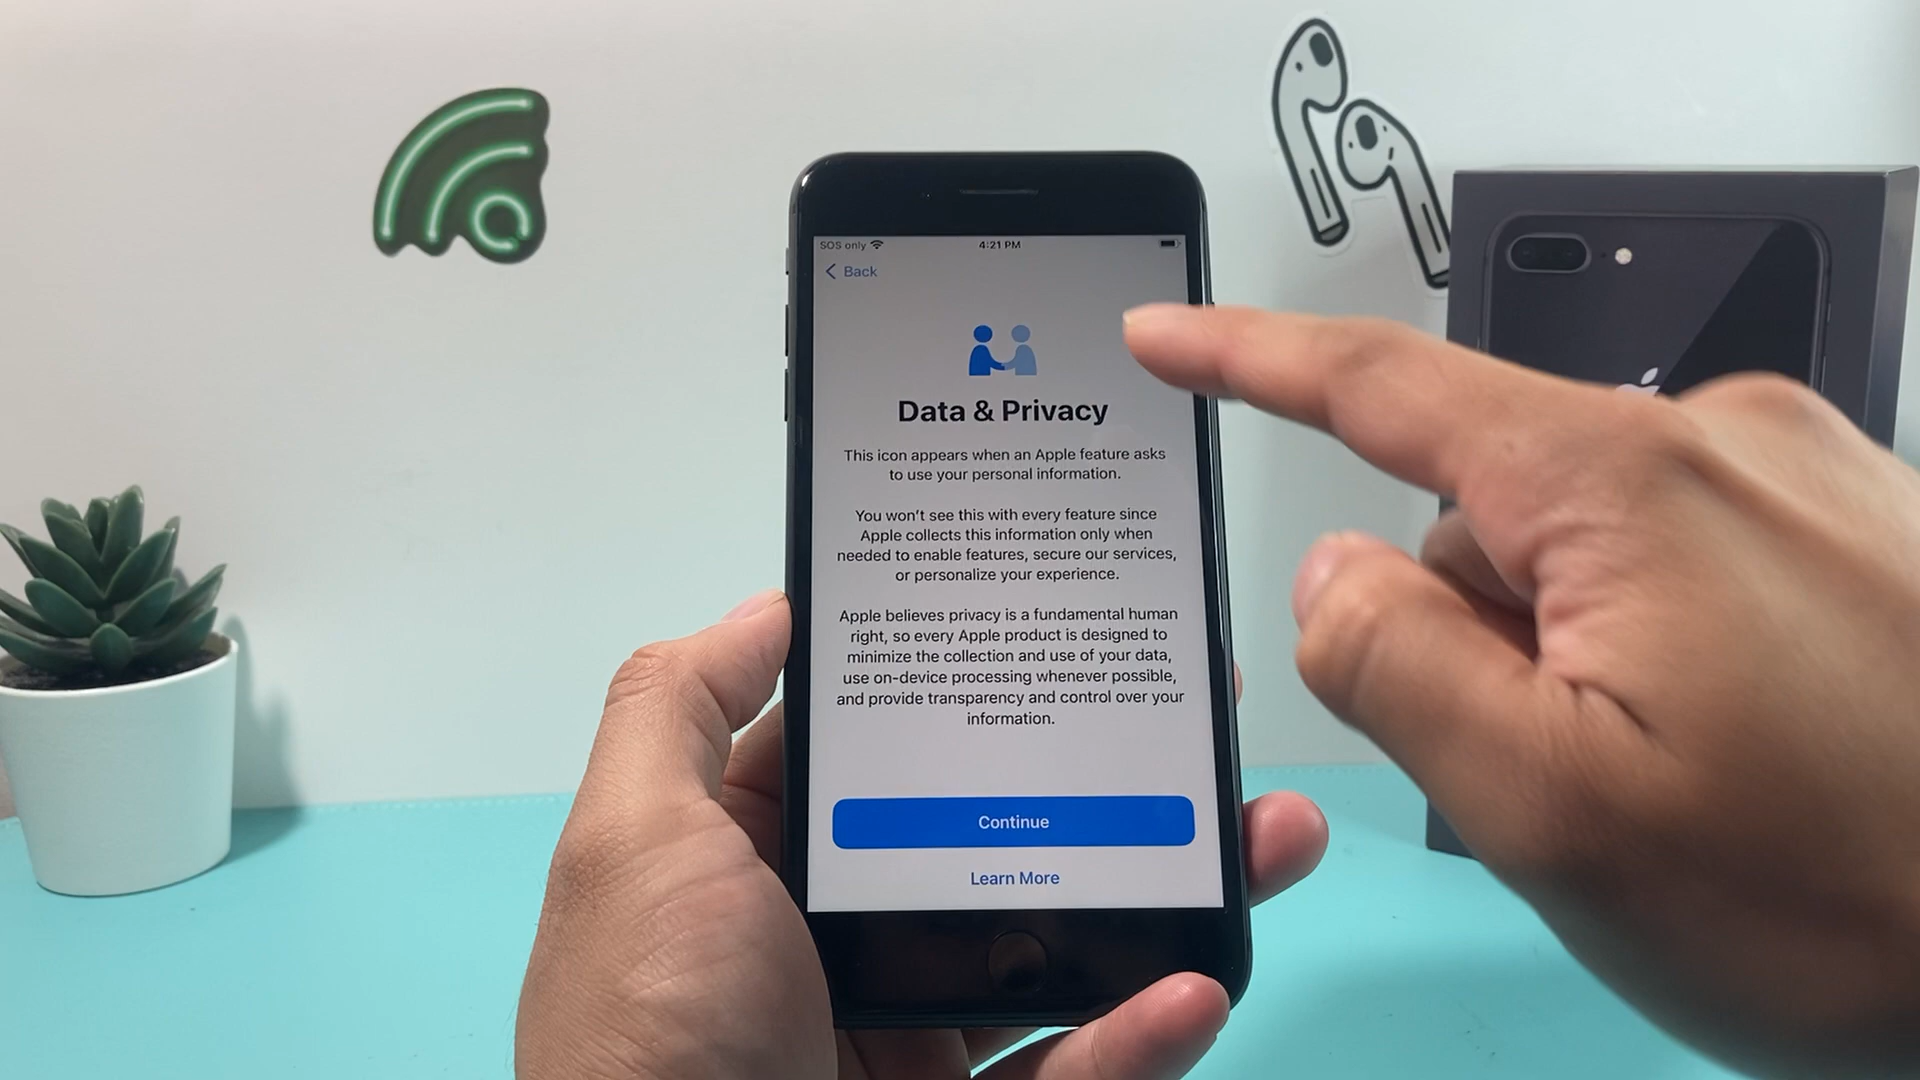 SOS only
4:21 PM
Back
Data & Privacy
This icon appears when an Apple feature asks
to use your personal information.
You won't see this with every feature since
Apple collects this information only when
needed to enable features, secure our services,
or personalize your experience.
Apple believes privacy is a fundamental human
right, so every Apple product is designed to
minimize the collection and use of your data,
use on-device processing whenever possible,
and provide transparency and control over your
information.
Continue
Learn More